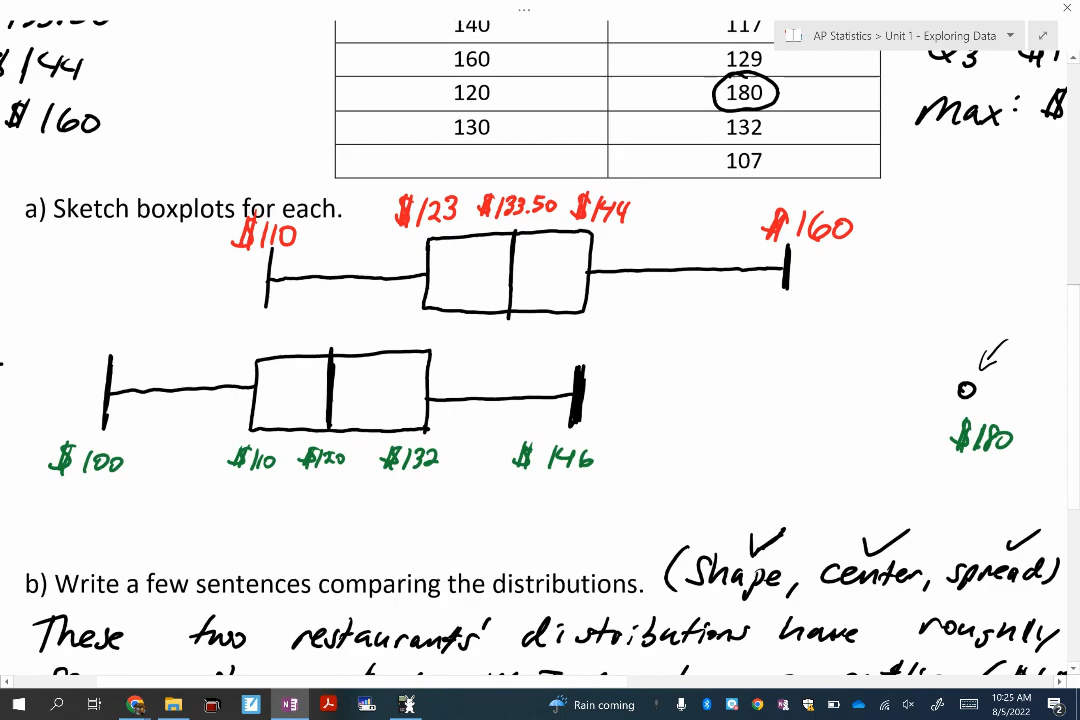 140 117
AP Statistics > Unit 1 - Exploring Data
$144
160 129
$160
120 180
max: $
130 132
107
a) Sketch boxplots for each.
$110 $123 $133.50 $144 $160
$100 $110 $120 $132 $146 $180
b) Write a few sentences comparing the distributions. (Shape, center, spread)
These two restaurants' distributions have roughly
Rain coming
10:25 AM
8/5/2022
2